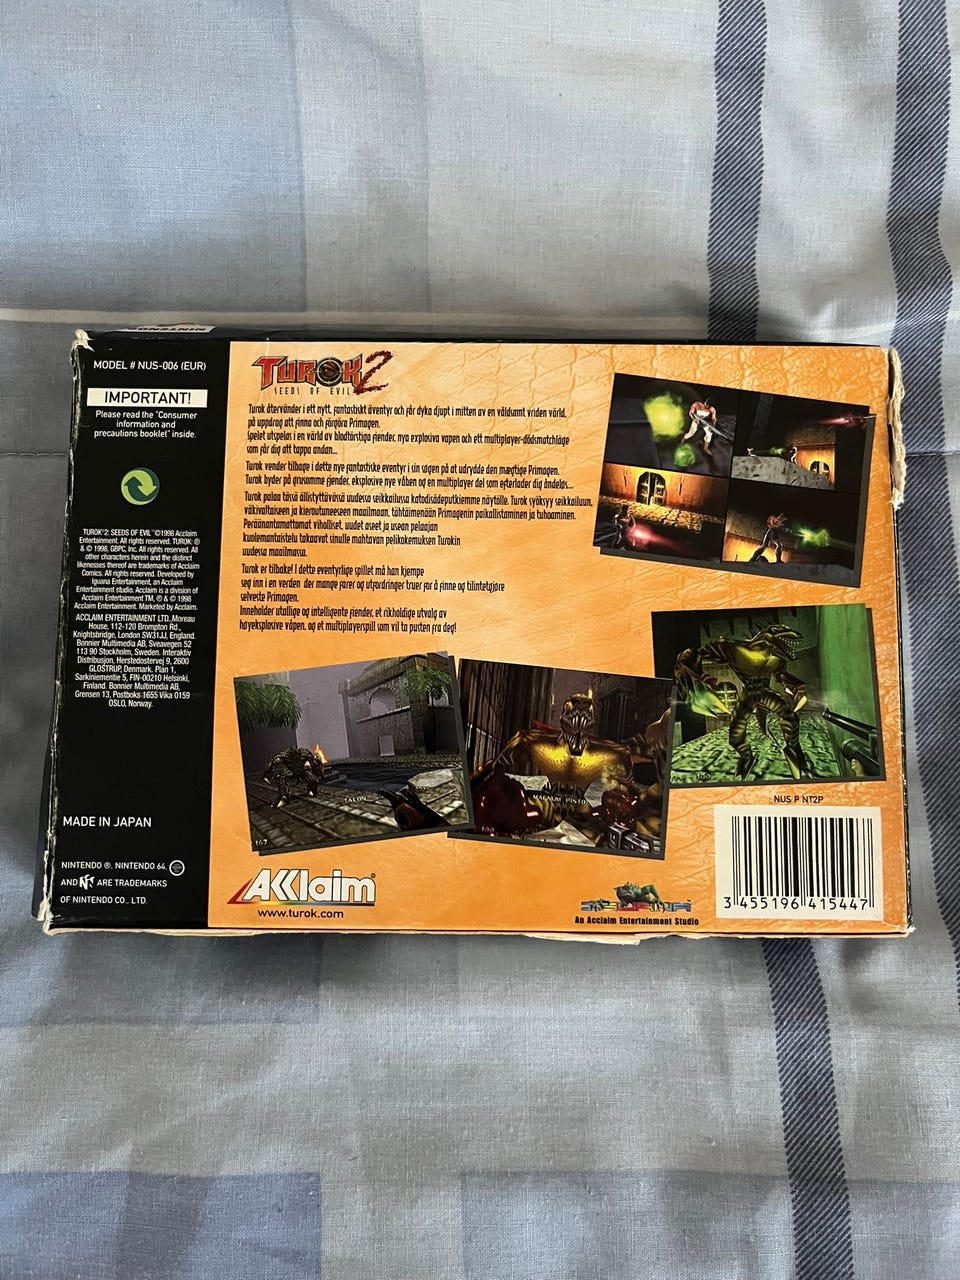 NINTENDO
MODEL # NUS-006 (EUR)
IMPORTANT!
Please read the "Consumer
information and
precautions booklet" inside.
TUROK 2: SEEDS OF EVIL ™©1998 Acclaim
Entertainment. All rights reserved. TUROK: ®
& © 1998, GBPC, Inc. All rights reserved. All
other characters herein and the distinct
likenesses thereof are trademarks of Acclaim
Comics. All rights reserved. Developed by
Iguana Entertainment, an Acclaim
Entertainment studio. Acclaim is a division of
Acclaim Entertainment TM, ® & © 1998
Acclaim Entertainment. Marketed by Acclaim.
ACCLAIM ENTERTAINMENT LTD, Moreau
House, 112-120 Brompton Rd.,
Knightsbridge, London SW31JJ, England.
Bonnier Multimedia AB, Sveavegen 52
113 90 Stockholm, Sweden. Interaktiv
Distribusjon, Herstedostervej 9, 2600
GLOSTRUP, Denmark. Plan 1,
Sarkiniementie 5, FIN-00210 Helsinki,
Finland. Bonnier Multimedia AB,
Grensen 13, Postboks 1655 Vika 0159
OSLO, Norway.
MADE IN JAPAN
NINTENDO ®, NINTENDO 64,
AND N ARE TRADEMARKS
OF NINTENDO CO., LTD.
TUROK 2
SEEDS OF EVIL
Turok återvänder i ett nytt, fantastiskt äventyr och får dyka djupt i mitten av en våldsamt vriden värld,
på uppdrag att finna och förgöra Primagen.
Spelet utspelas i en värld av blodtörtiga fiender, nya explosiva vapen och ett multiplayer-dödsmatchläge
som får dig att tappa andan...
Turok vender tilbage i dette nye fantastiske eventyr i sin søgen på at udrydde den mægtige Primagen.
Turok byder på grusomme fjender, eksplosive nye våben og en multiplayer del som efterlader dig åndeløs...
Turok palaa tässä ällistyttävästä uudessa seikkailussa katodisädeputkiemme näytölle. Turok syöksyy seikkailuun,
väkivaltaiseen ja kieroutuneeseen maailmaan, tähtäimenään Primagenin paikallistaminen ja tuhoaminen.
Peräänantamattomat viholliset, uudet aseet ja usean pelaajan
kuolemantaistelu takaavat sinulle mahtavan pelikokemuksen Turokin
uudessa maailmassa.
Turok er tilbake! I dette eventyrlige spillet må han kjempe
seg inn i en verden der mange farer og utfordringer truer for å finne og tilintetgjøre
selveste Primagen.
Inneholder utallige og intelligente fiender, et rikholdige utvalg av
høyeksplosive våpen, og et multiplayerspill som vil ta pusten fra deg!
TALON
167
MAGNUM PISTOL
100
100
AKKlaim
www.turok.com
An Acclaim Entertainment Studio
NUS P NT2P
3 455196 415447